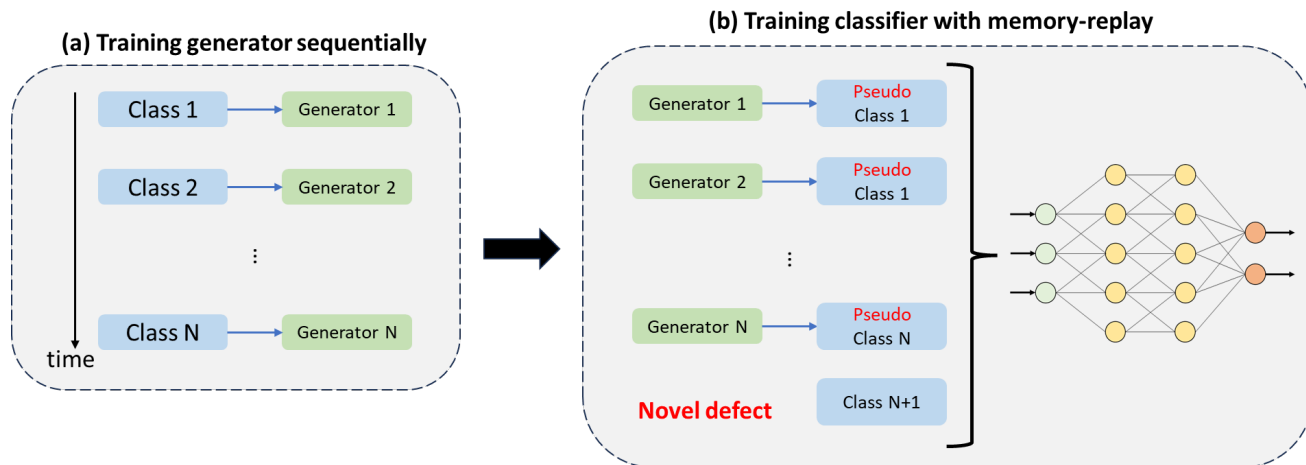 (a) Training generator sequentially
Class 1
Generator 1
Class 2
Generator 2
...
Class N
Generator N
time
(b) Training classifier with memory-replay
Generator 1
Pseudo
Class 1
Generator 2
Pseudo
Class 1
...
Generator N
Pseudo
Class N
Novel defect
Class N+1